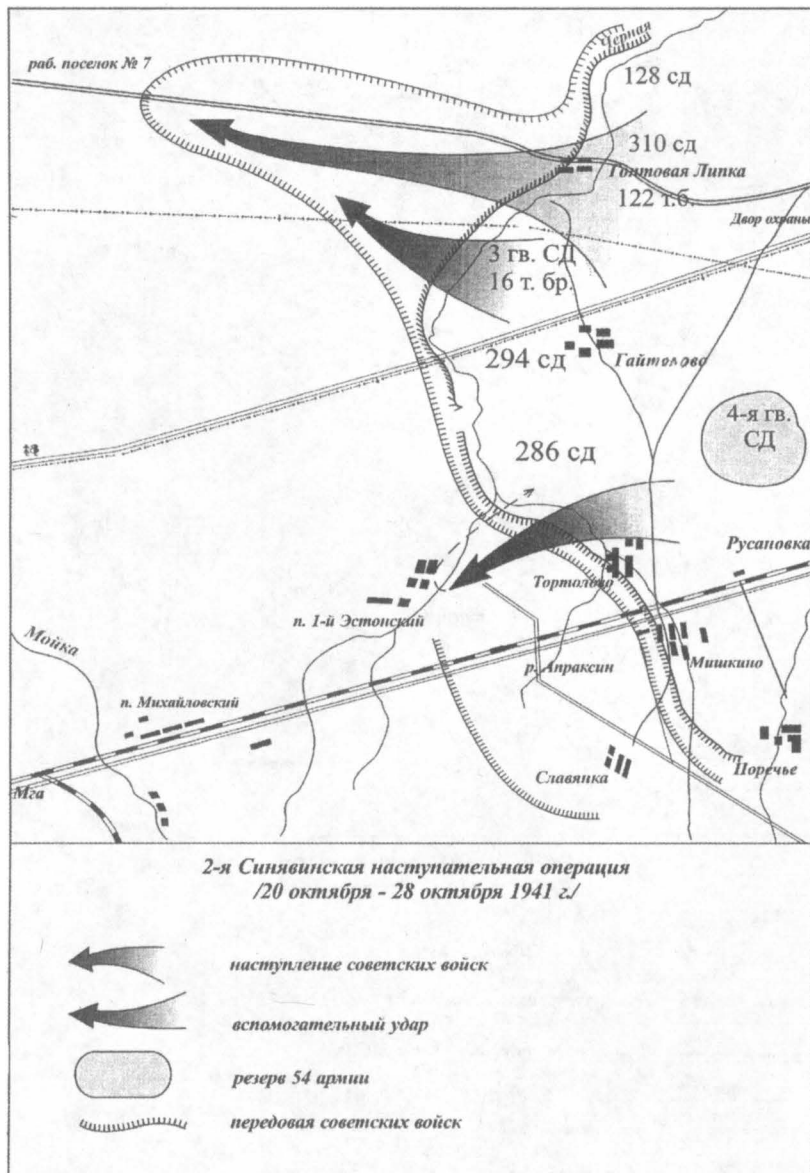 Черная
раб. поселок № 7
128 сд
310 сд
Гонтовая Липка
122 т.б.
Двор охраны
3 гв. СД
16 т. бр.
294 сд
Гайтолово
4-я гв.
СД
286 сд
Русановка
Тортолово
п. 1-й Эстонскай
Мойка
р. Апраксин
Мишкино
п. Михайловский
Славянка
Поречье
Мга
2-я Синявинская наступательная операция
/20 октября - 28 октября 1941 г./
наступление советских войск
вспомогательный удар
резерв 54 армии
передовая советских войск